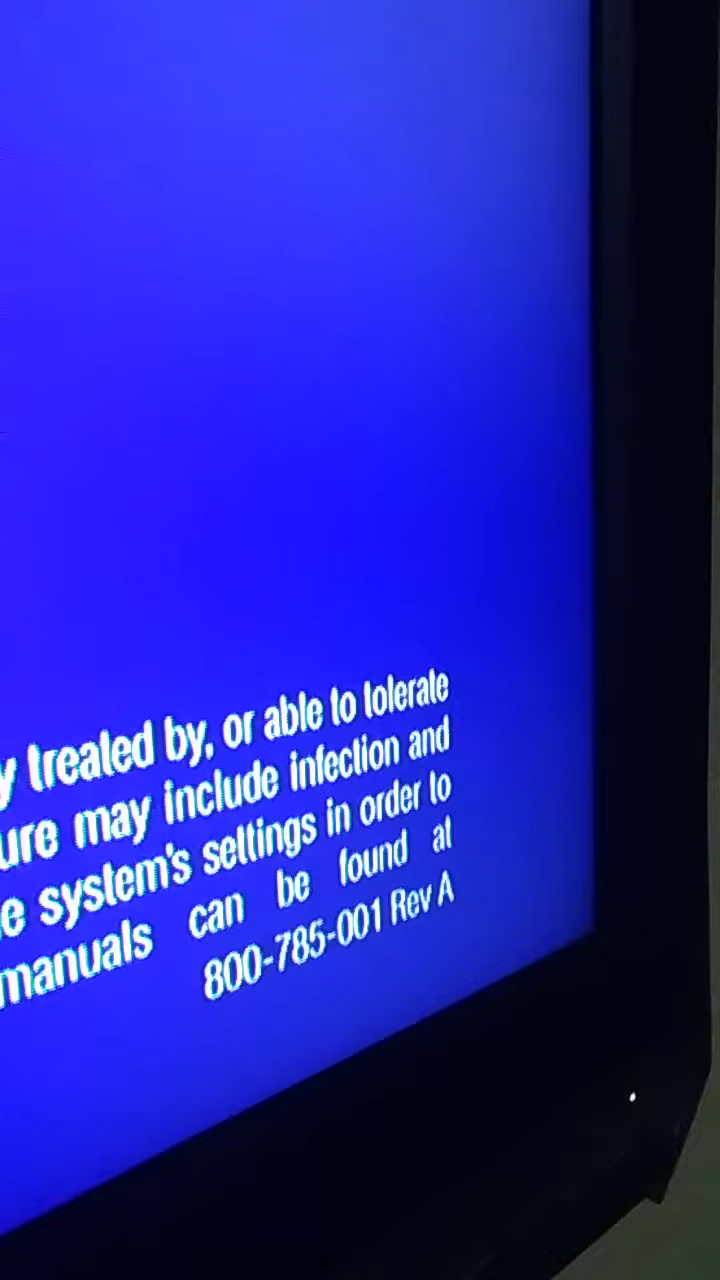 y treated by, or able to tolerate
ure may include infection and
e system's settings in order to
manuals can be found at
800-785-001 Rev A